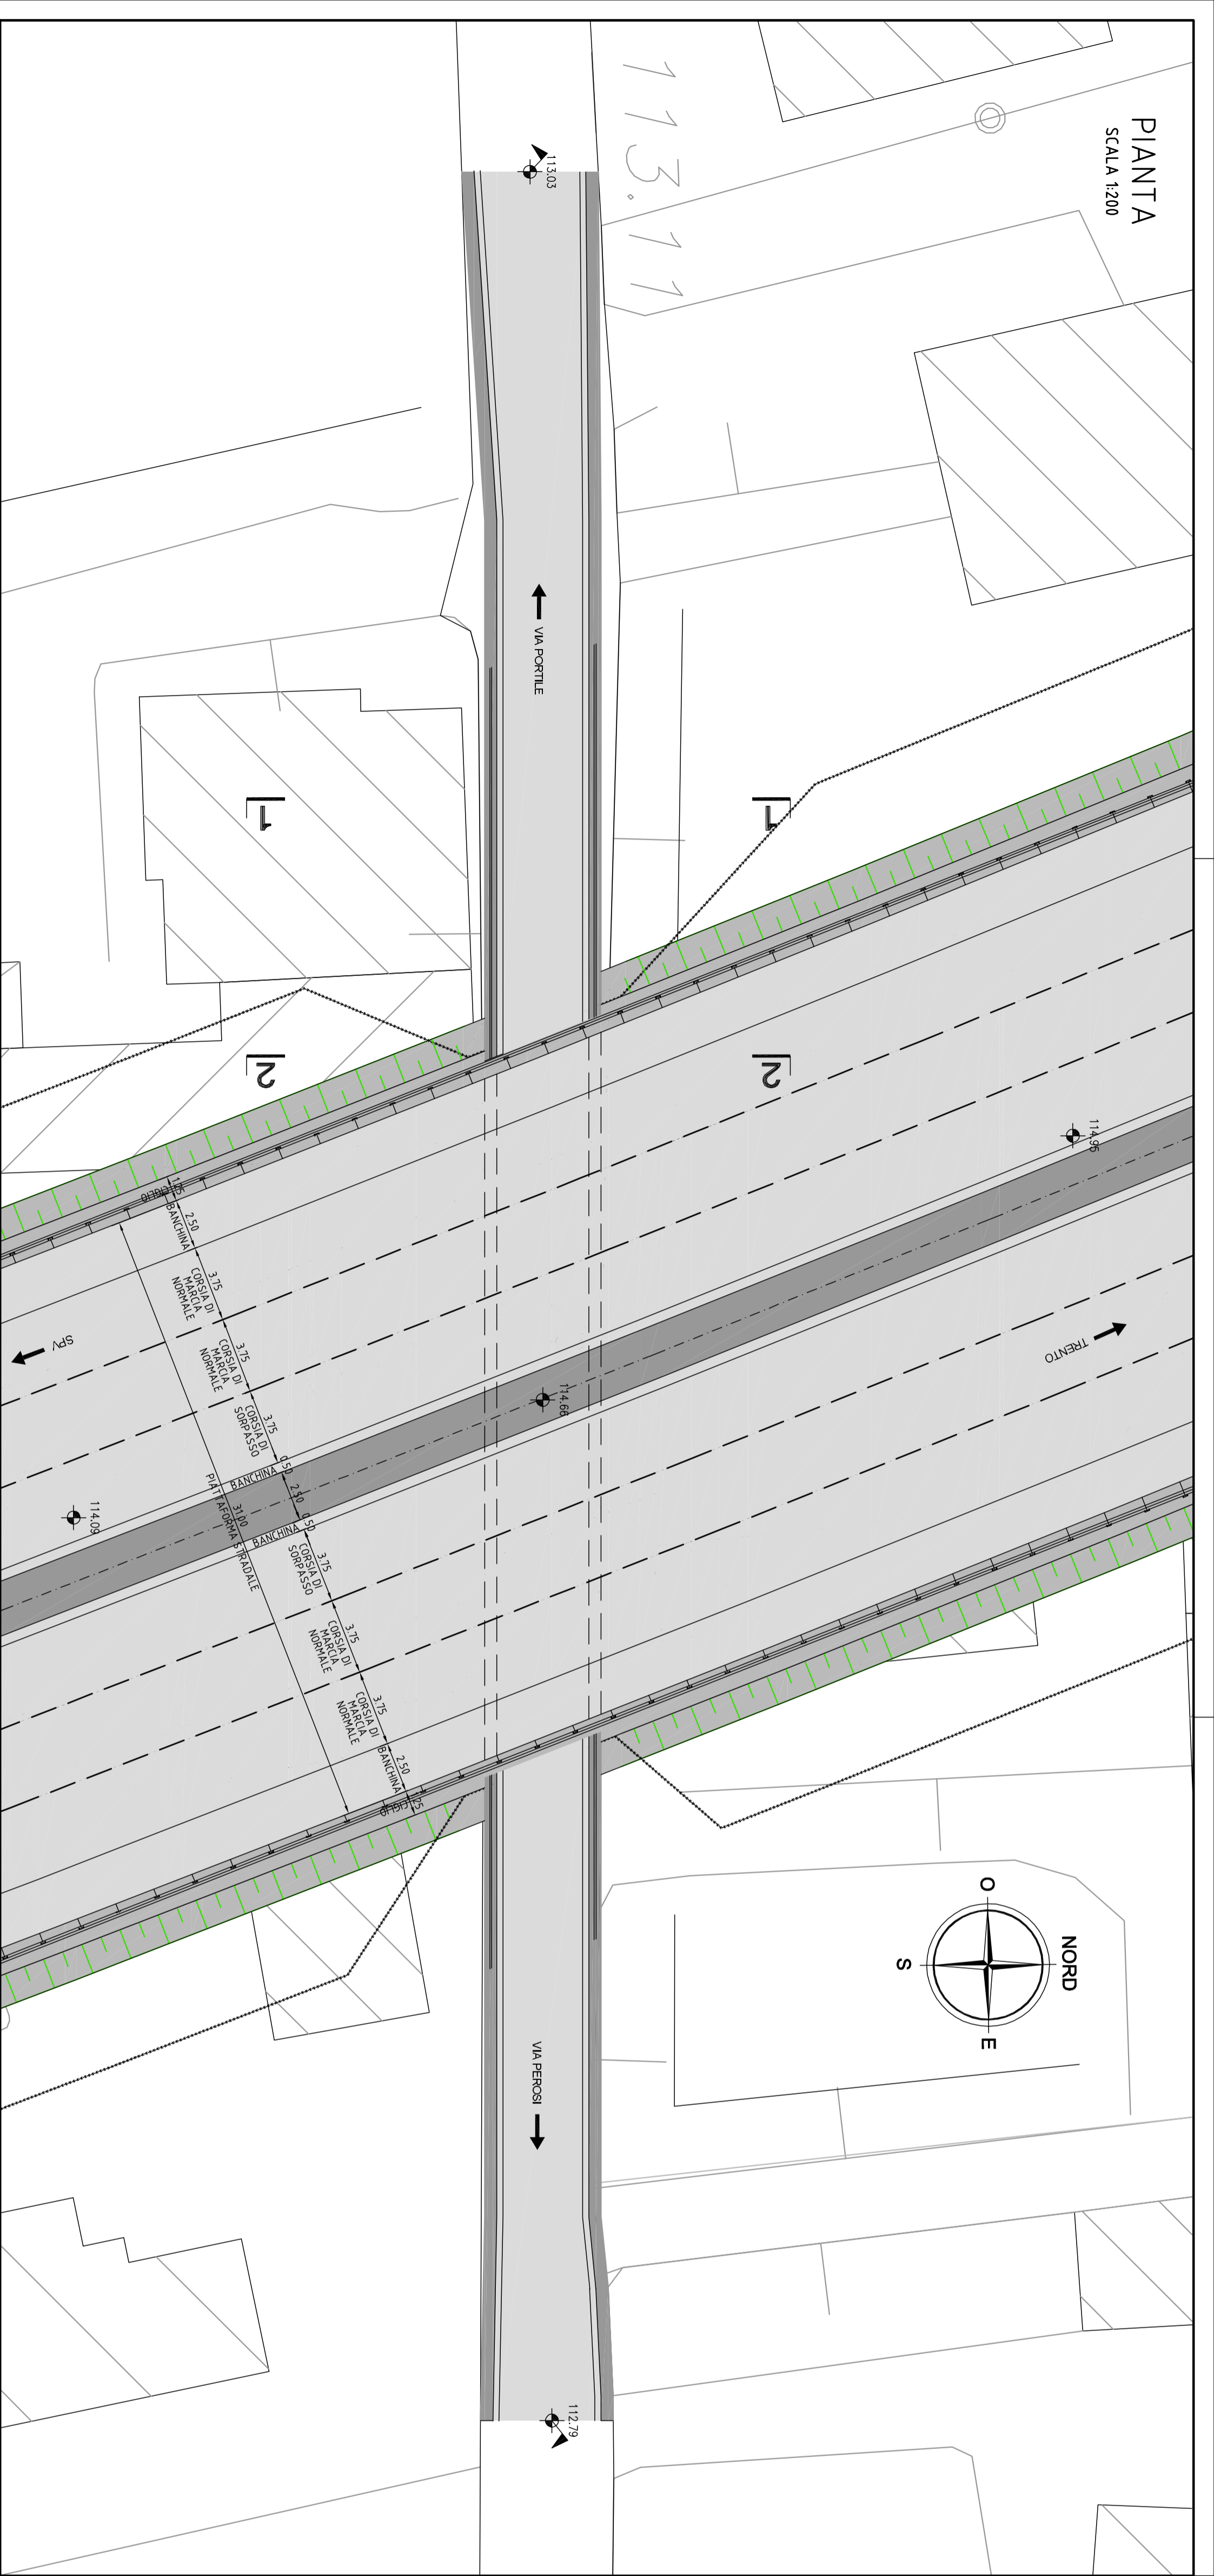 PIANTA
SCALA 1:200
113.11
113.03
VIA PORTILE
1
1
2
2
114.95
114.66
114.09
TRENTO
SPV
1.25
CIGLIO
2.50
BANCHINA
3.75
CORSIA DI
MARCIA
NORMALE
3.75
CORSIA DI
MARCIA
NORMALE
3.75
CORSIA DI
SORPASSO
0.50
BANCHINA
2.50
0.50
BANCHINA
3.75
CORSIA DI
SORPASSO
3.75
CORSIA DI
MARCIA
NORMALE
3.75
CORSIA DI
MARCIA
NORMALE
2.50
BANCHINA
CIGLIO
31.00
PIATTAFORMA STRADALE
NORD
O
S
E
VIA PEROSI
112.79